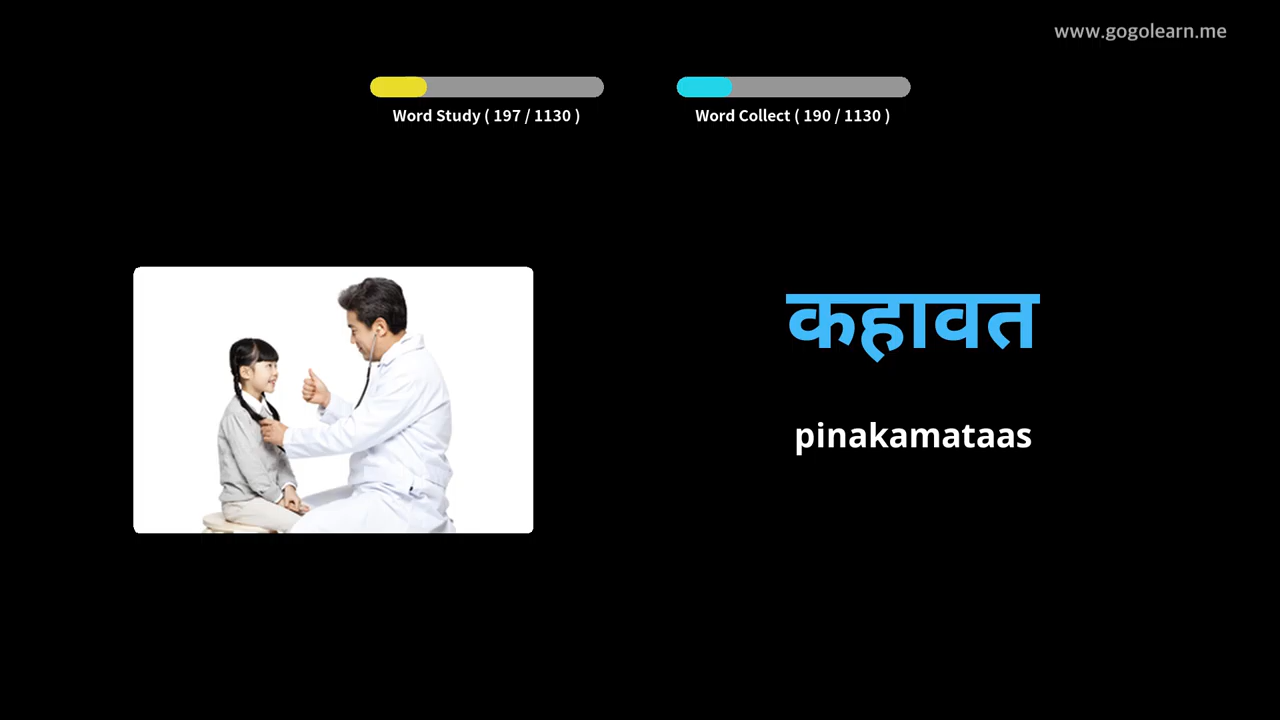 www.gogolearn.me
Word Study ( 197 / 1130 )
Word Collect ( 190 / 1130 )
कहावत
pinakamataas